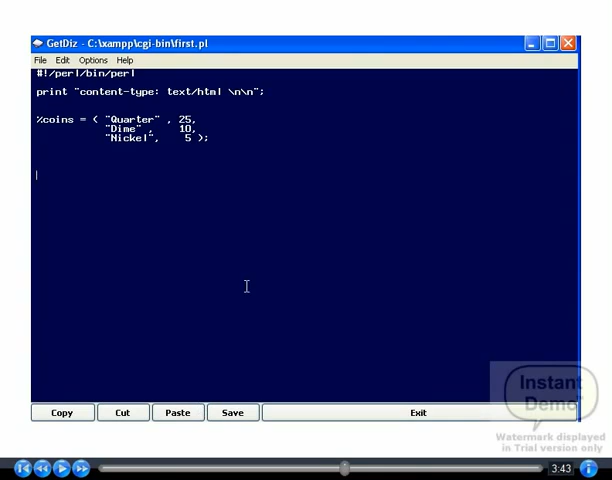 GetDiz - C:\xampp\cgi-bin\first.pl
File Edit Options Help
#!/perl/bin/perl
print "content-type: text/html \n\n";
%coins = ( "Quarter" , 25,
"Dime" , 10,
"Nickel", 5 );
Copy Cut Paste Save Exit
Instant
Demo
Watermark displayed
in Trial version only
3:43